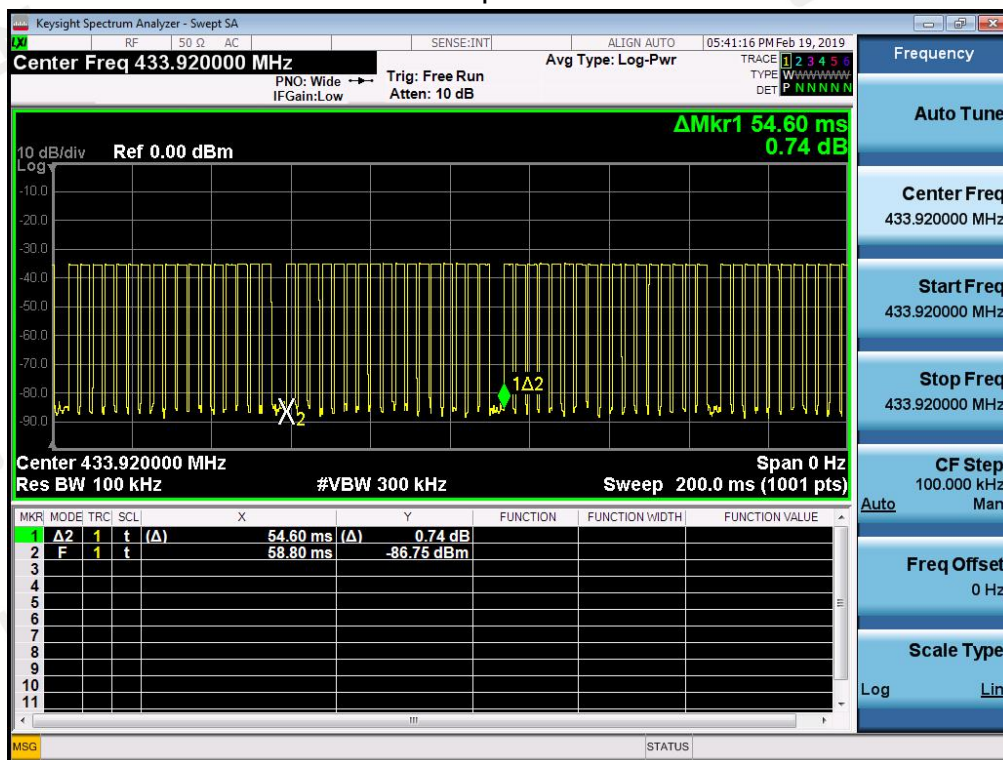 Keysight Spectrum Analyzer - Swept SA
LXI RF 50 Ω AC SENSE:INT ALIGN AUTO 05:41:16 PM Feb 19, 2019
Center Freq 433.920000 MHz Avg Type: Log-Pwr TRACE 1 2 3 4 5 6
PNO: Wide Trig: Free Run TYPE WWWWWW
IFGain:Low Atten: 10 dB DET P N N N N N
ΔMkr1 54.60 ms
10 dB/div Ref 0.00 dBm 0.74 dB
Log
-10.0
-20.0
-30.0
-40.0
-50.0
-60.0
-70.0
-80.0
-90.0
1Δ2
2
Center 433.920000 MHz Span 0 Hz
Res BW 100 kHz #VBW 300 kHz Sweep 200.0 ms (1001 pts)
MKR MODE TRC SCL X Y FUNCTION FUNCTION WIDTH FUNCTION VALUE
1 Δ2 1 t (Δ) 54.60 ms (Δ) 0.74 dB
2 F 1 t 58.80 ms -86.75 dBm
3
4
5
6
7
8
9
10
11
MSG STATUS
Frequency
Auto Tune
Center Freq
433.920000 MHz
Start Freq
433.920000 MHz
Stop Freq
433.920000 MHz
CF Step
100.000 kHz
Auto Man
Freq Offset
0 Hz
Scale Type
Log Lin